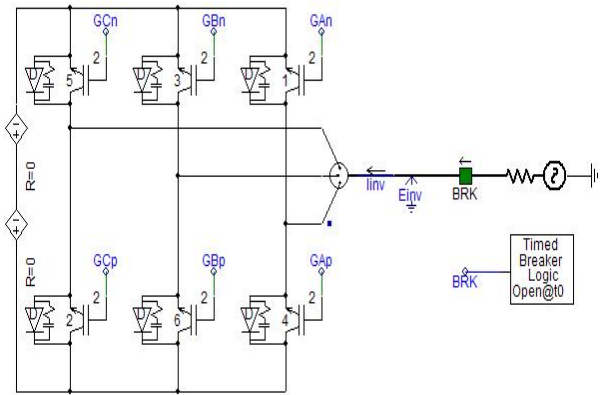 GCn
GBn
GAn
2
2
2
D
5
D
3
D
1
R=0
Iinv
Einv
BRK
R=0
GCp
GBp
GAp
2
2
2
D
2
D
6
D
4
BRK
Timed
Breaker
Logic
Open@t0